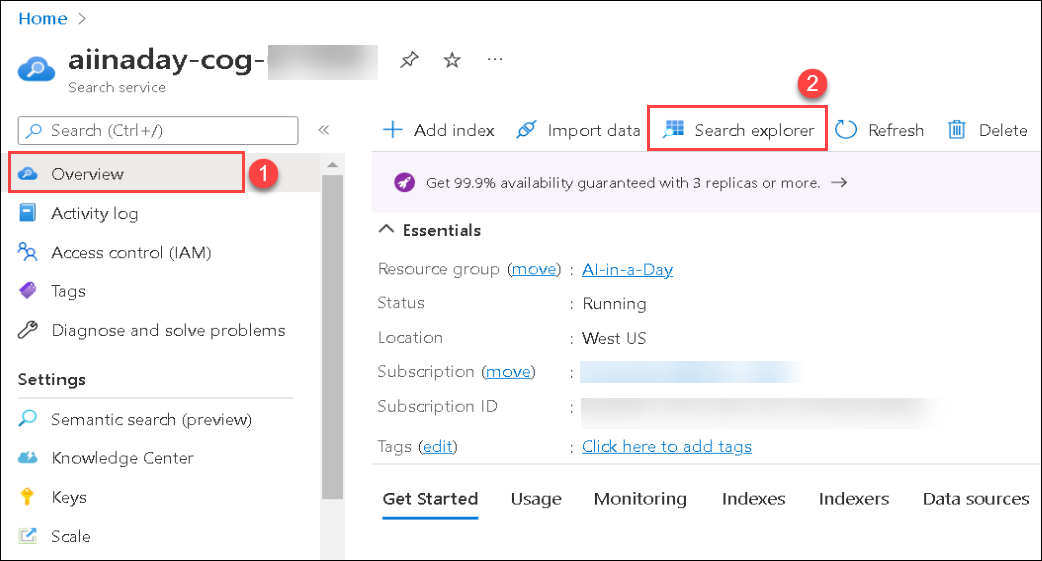 Home >
aiinaday-cog-
Search service
Search (Ctrl+/)
«
Overview
1
Activity log
Access control (IAM)
Tags
Diagnose and solve problems
Settings
Semantic search (preview)
Knowledge Center
Keys
Scale
2
Add index Import data Search explorer Refresh Delete
Get 99.9% availability guaranteed with 3 replicas or more. →
Essentials
Resource group (move) : AI-in-a-Day
Status : Running
Location : West US
Subscription (move) :
Subscription ID :
Tags (edit) : Click here to add tags
Get Started Usage Monitoring Indexes Indexers Data sources